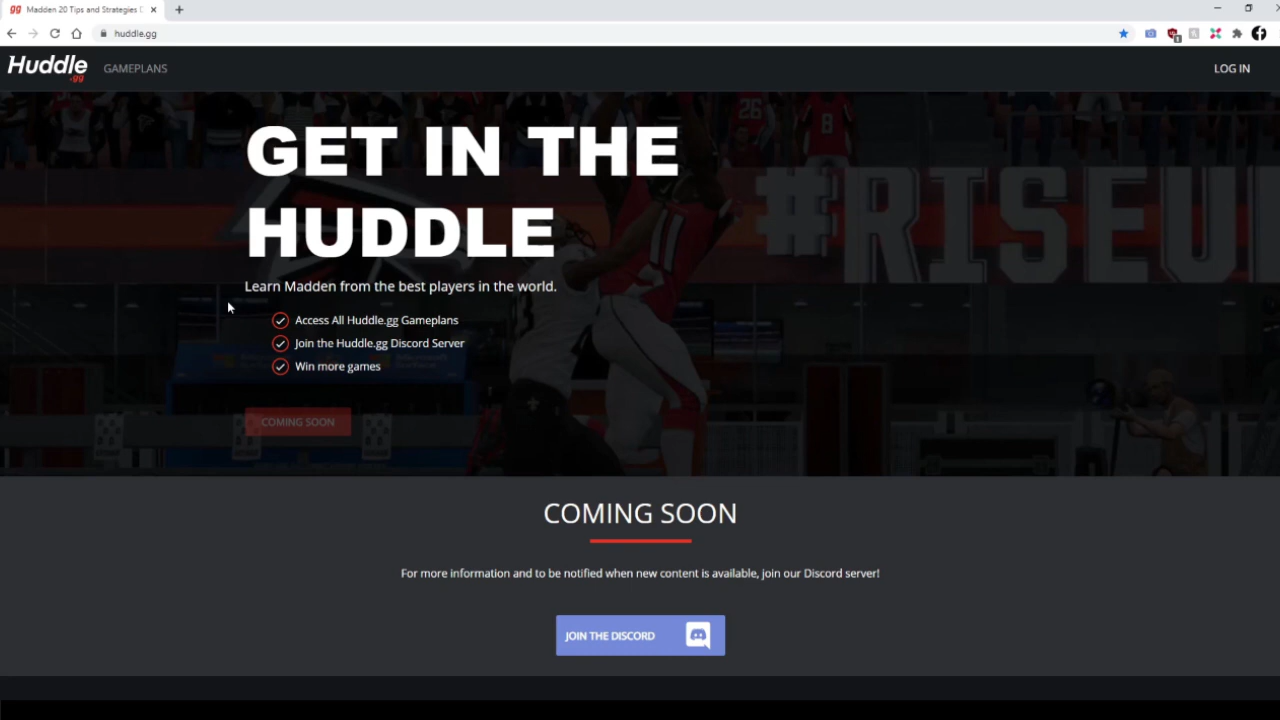 Madden 20 Tips and Strategies
huddle.gg
Huddle
.gg
GAMEPLANS
LOG IN
26
8
#RISEU
GET IN THE
HUDDLE
11
Learn Madden from the best players in the world.
Access All Huddle.gg Gameplans
Join the Huddle.gg Discord Server
Win more games
COMING SOON
COMING SOON
For more information and to be notified when new content is available, join our Discord server!
JOIN THE DISCORD